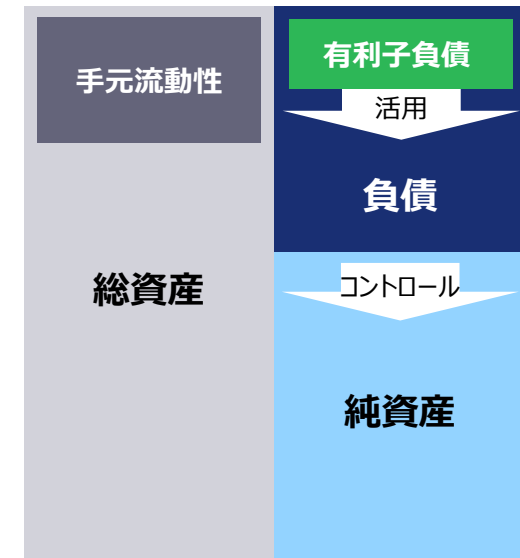 手元流動性
総資産
有利子負債
活用
負債
コントロール
純資産